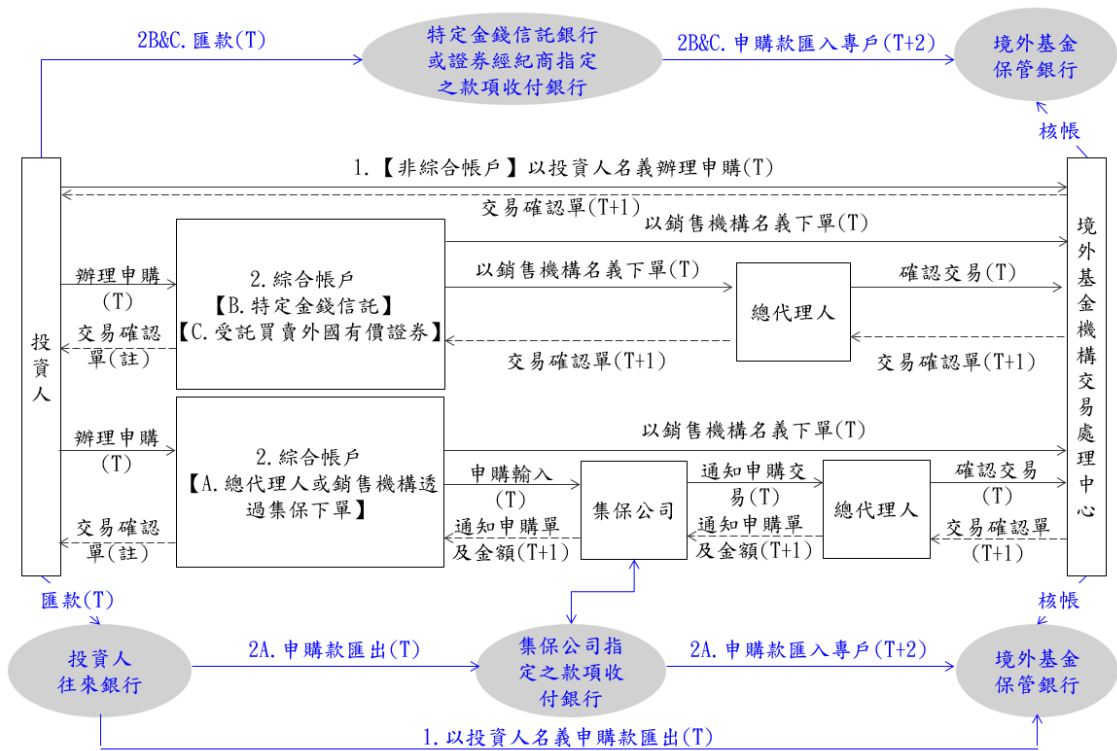 2B&C.匯款(T)
特定金錢信託銀行
或證券經紀商指定
之款項收付銀行
2B&C.申購款匯入專戶(T+2)
境外基金
保管銀行
核帳
1.【非綜合帳戶】以投資人名義辦理申購(T)
交易確認單(T+1)
以銷售機構名義下單(T)
投資人
辦理申購
(T)
交易確認
單(註)
2.綜合帳戶
【B.特定金錢信託】
【C.受託買賣外國有價證券】
以銷售機構名義下單(T)
交易確認單(T+1)
總代理人
確認交易(T)
交易確認單(T+1)
境外基金機構交易處理中心
辦理申購
(T)
交易確認
單(註)
2.綜合帳戶
【A.總代理人或銷售機構透
過集保下單】
以銷售機構名義下單(T)
申購輸入
(T)
通知申購單
及金額(T+1)
集保公司
通知申購交
易(T)
通知申購單
及金額(T+1)
總代理人
確認交易
(T)
交易確認單
(T+1)
匯款(T)
核帳
投資人
往來銀行
2A.申購款匯出(T)
集保公司指
定之款項收
付銀行
2A.申購款匯入專戶(T+2)
境外基金
保管銀行
1.以投資人名義申購款匯出(T)